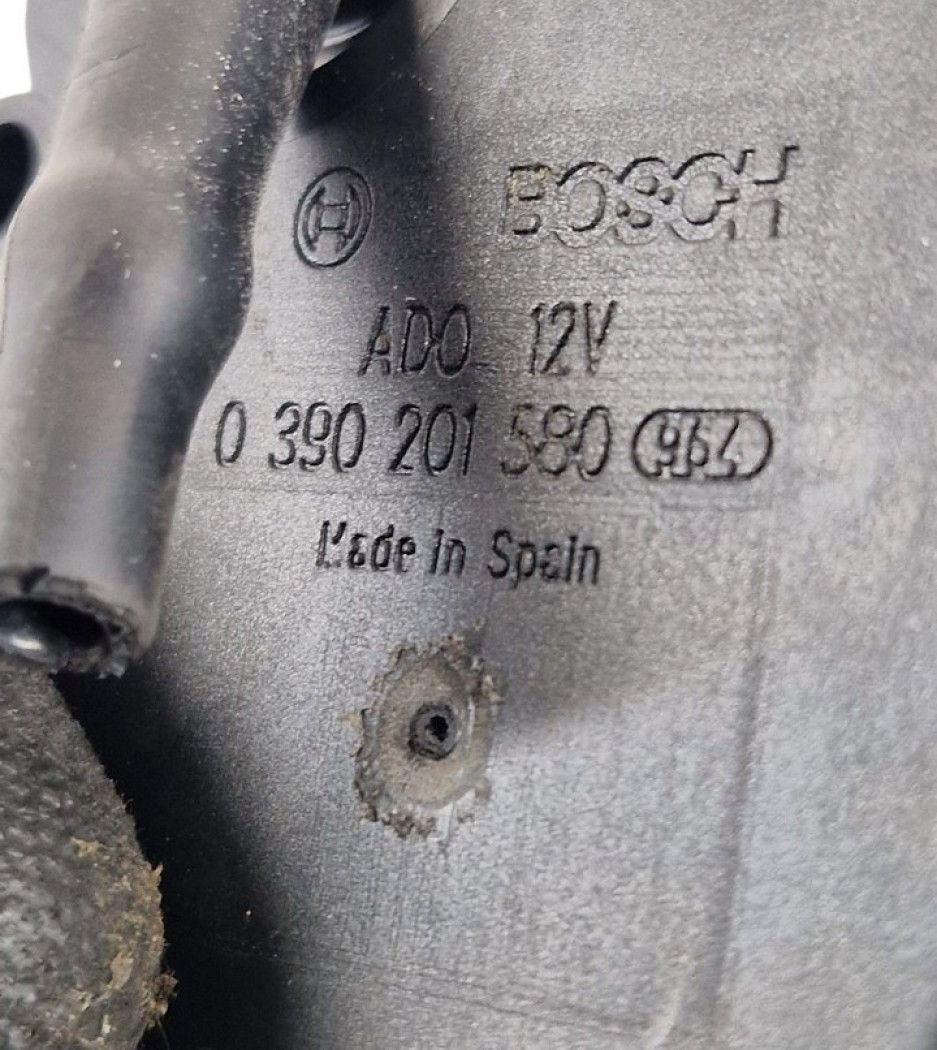 BOSCH
ADO 12V
0 390 201 580
Made in Spain